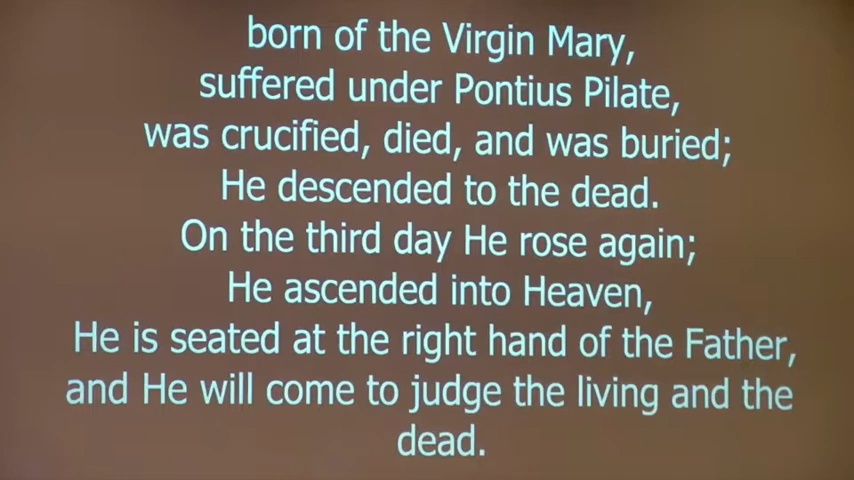 born of the Virgin Mary,
suffered under Pontius Pilate,
was crucified, died, and was buried;
He descended to the dead.
On the third day He rose again;
He ascended into Heaven,
He is seated at the right hand of the Father,
and He will come to judge the living and the
dead.